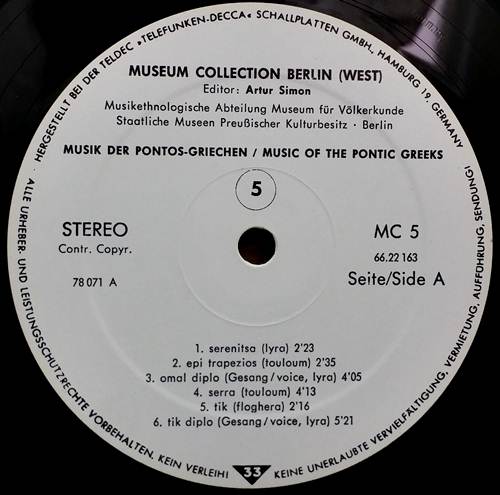 HERGESTELLT BEI DER TELDEC »TELEFUNKEN-DECCA« SCHALLPLATTEN GMBH, HAMBURG 19, GERMANY
MUSEUM COLLECTION BERLIN (WEST)
Editor: Artur Simon
Musikethnologische Abteilung Museum für Völkerkunde
Staatliche Museen Preußischer Kulturbesitz · Berlin
MUSIK DER PONTOS-GRIECHEN / MUSIC OF THE PONTIC GREEKS
5
STEREO
Contr. Copyr.
78 071 A
MC 5
66.22 163
Seite/Side A
1. serenitsa (lyra) 2'23
2. epi trapezios (touloum) 2'35
3. omal diplo (Gesang/voice, lyra) 4'05
4. serra (touloum) 4'13
5. tik (floghera) 2'16
6. tik diplo (Gesang/voice, lyra) 5'21
ALLE URHEBER- UND LEISTUNGSSCHUTZRECHTE VORBEHALTEN. KEIN VERLEIH! KEINE UNERLAUBTE VERVIELFÄLTIGUNG, VERMIETUNG, AUFFÜHRUNG, SENDUNG!
33